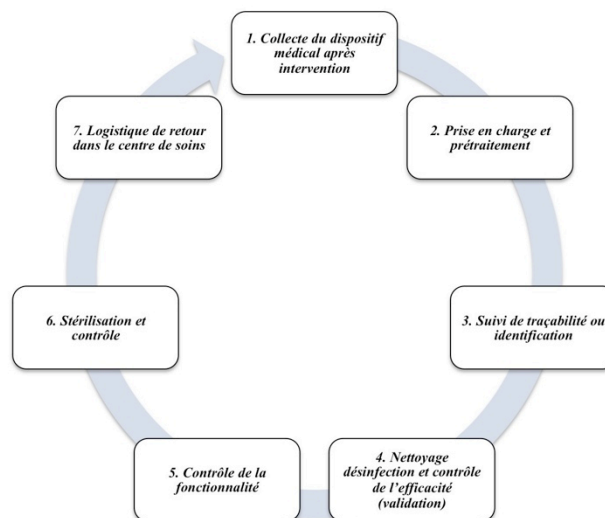 1. Collecte du dispositif
médical après
intervention
2. Prise en charge et
prétraitement
3. Suivi de traçabilité ou
identification
4. Nettoyage
désinfection et contrôle
de l'efficacité
(validation)
5. Contrôle de la
fonctionnalité
6. Stérilisation et
contrôle
7. Logistique de retour
dans le centre de soins